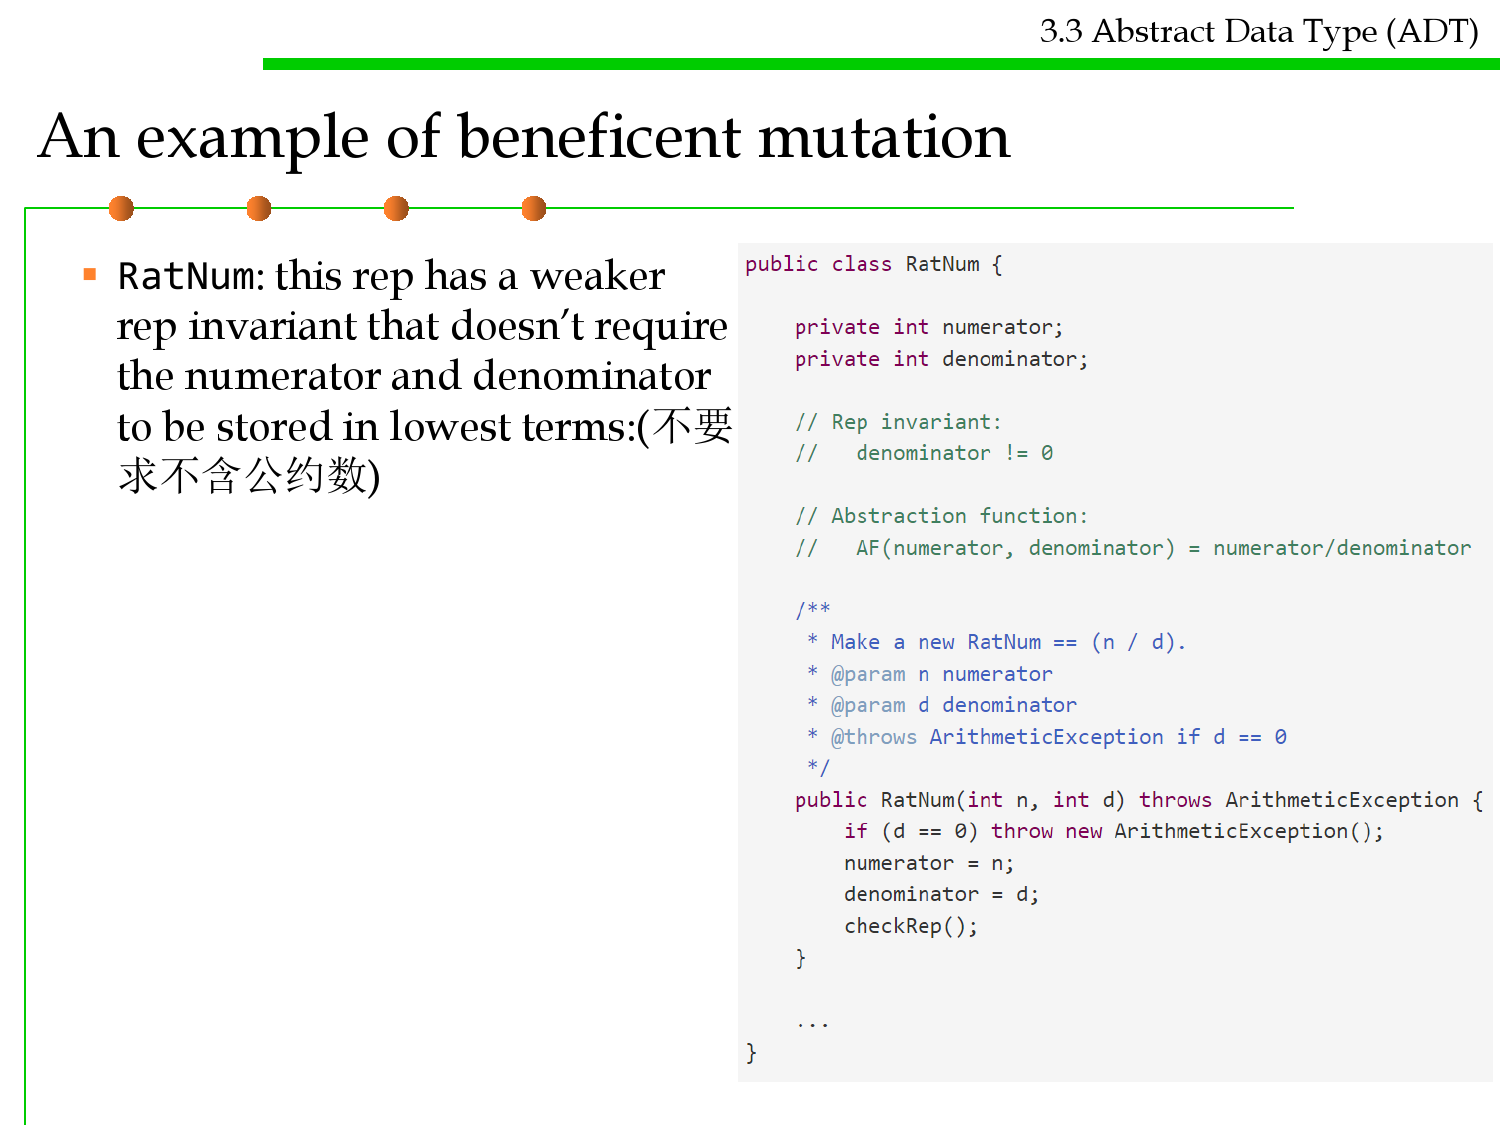 3.3 Abstract Data Type (ADT)
An example of beneficent mutation
RatNum: this rep has a weaker
rep invariant that doesn’t require
the numerator and denominator
to be stored in lowest terms:(不要
求不含公约数)
public class RatNum {
private int numerator;
private int denominator;
// Rep invariant:
//   denominator != 0
// Abstraction function:
//   AF(numerator, denominator) = numerator/denominator
/**
 * Make a new RatNum == (n / d).
 * @param n numerator
 * @param d denominator
 * @throws ArithmeticException if d == 0
 */
public RatNum(int n, int d) throws ArithmeticException {
if (d == 0) throw new ArithmeticException();
numerator = n;
denominator = d;
checkRep();
}
...
}